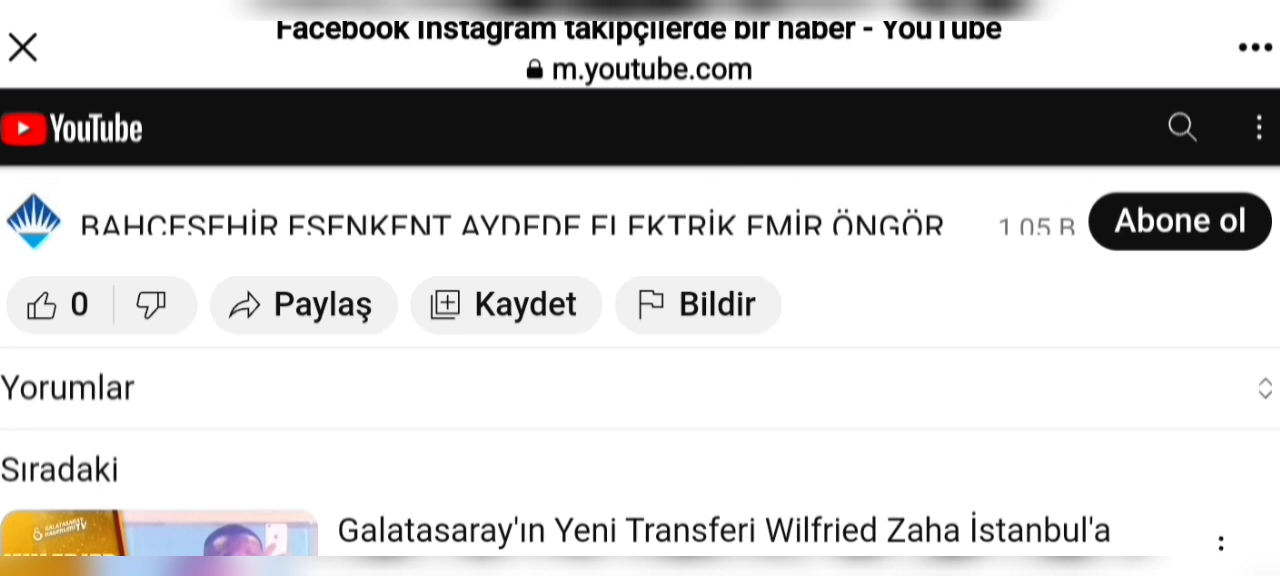 Facebook Instagram takipçilerde bir haber - YouTube
m.youtube.com
YouTube
BAHÇEŞEHİR ESENKENT AYDEDE ELEKTRİK EMİR ÖNGÖR 1,05 B Abone ol
0 Paylaş Kaydet Bildir
Yorumlar
Sıradaki
Galatasaray'ın Yeni Transferi Wilfried Zaha İstanbul'a